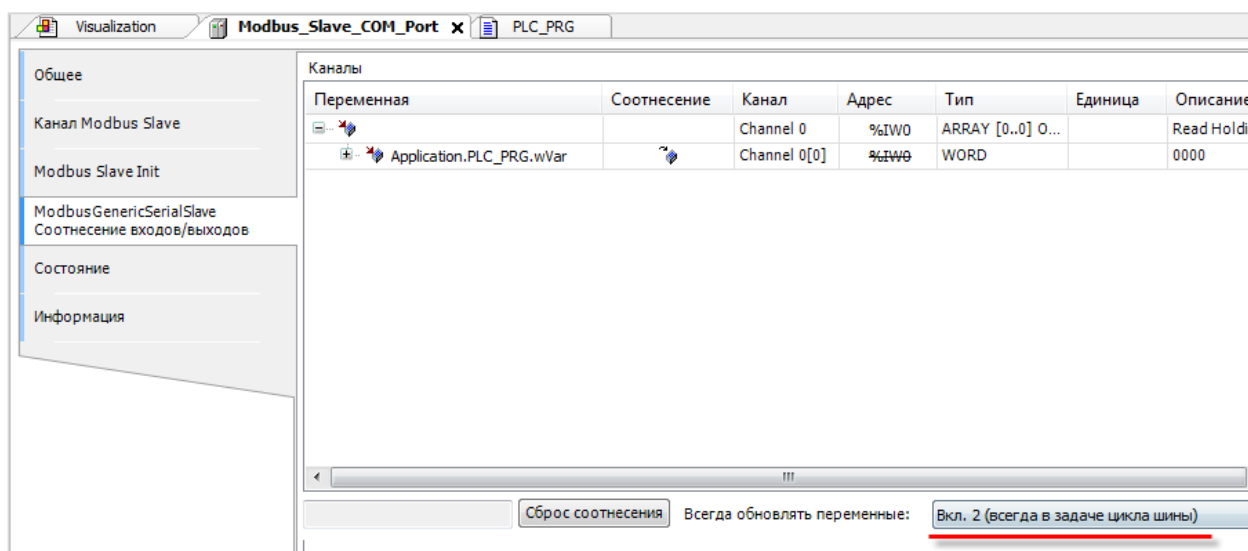 Visualization Modbus_Slave_COM_Port x PLC_PRG
Общее
Канал Modbus Slave
Modbus Slave Init
ModbusGenericSerialSlave
Соотнесение входов/выходов
Состояние
Информация
Каналы
Переменная Соотнесение Канал Адрес Тип Единица Описание
Channel 0 %IW0 ARRAY [0..0] O... Read Holdi
Application.PLC_PRG.wVar Channel 0[0] %IW0 WORD 0000
Сброс соотнесения Всегда обновлять переменные: Вкл. 2 (всегда в задаче цикла шины)